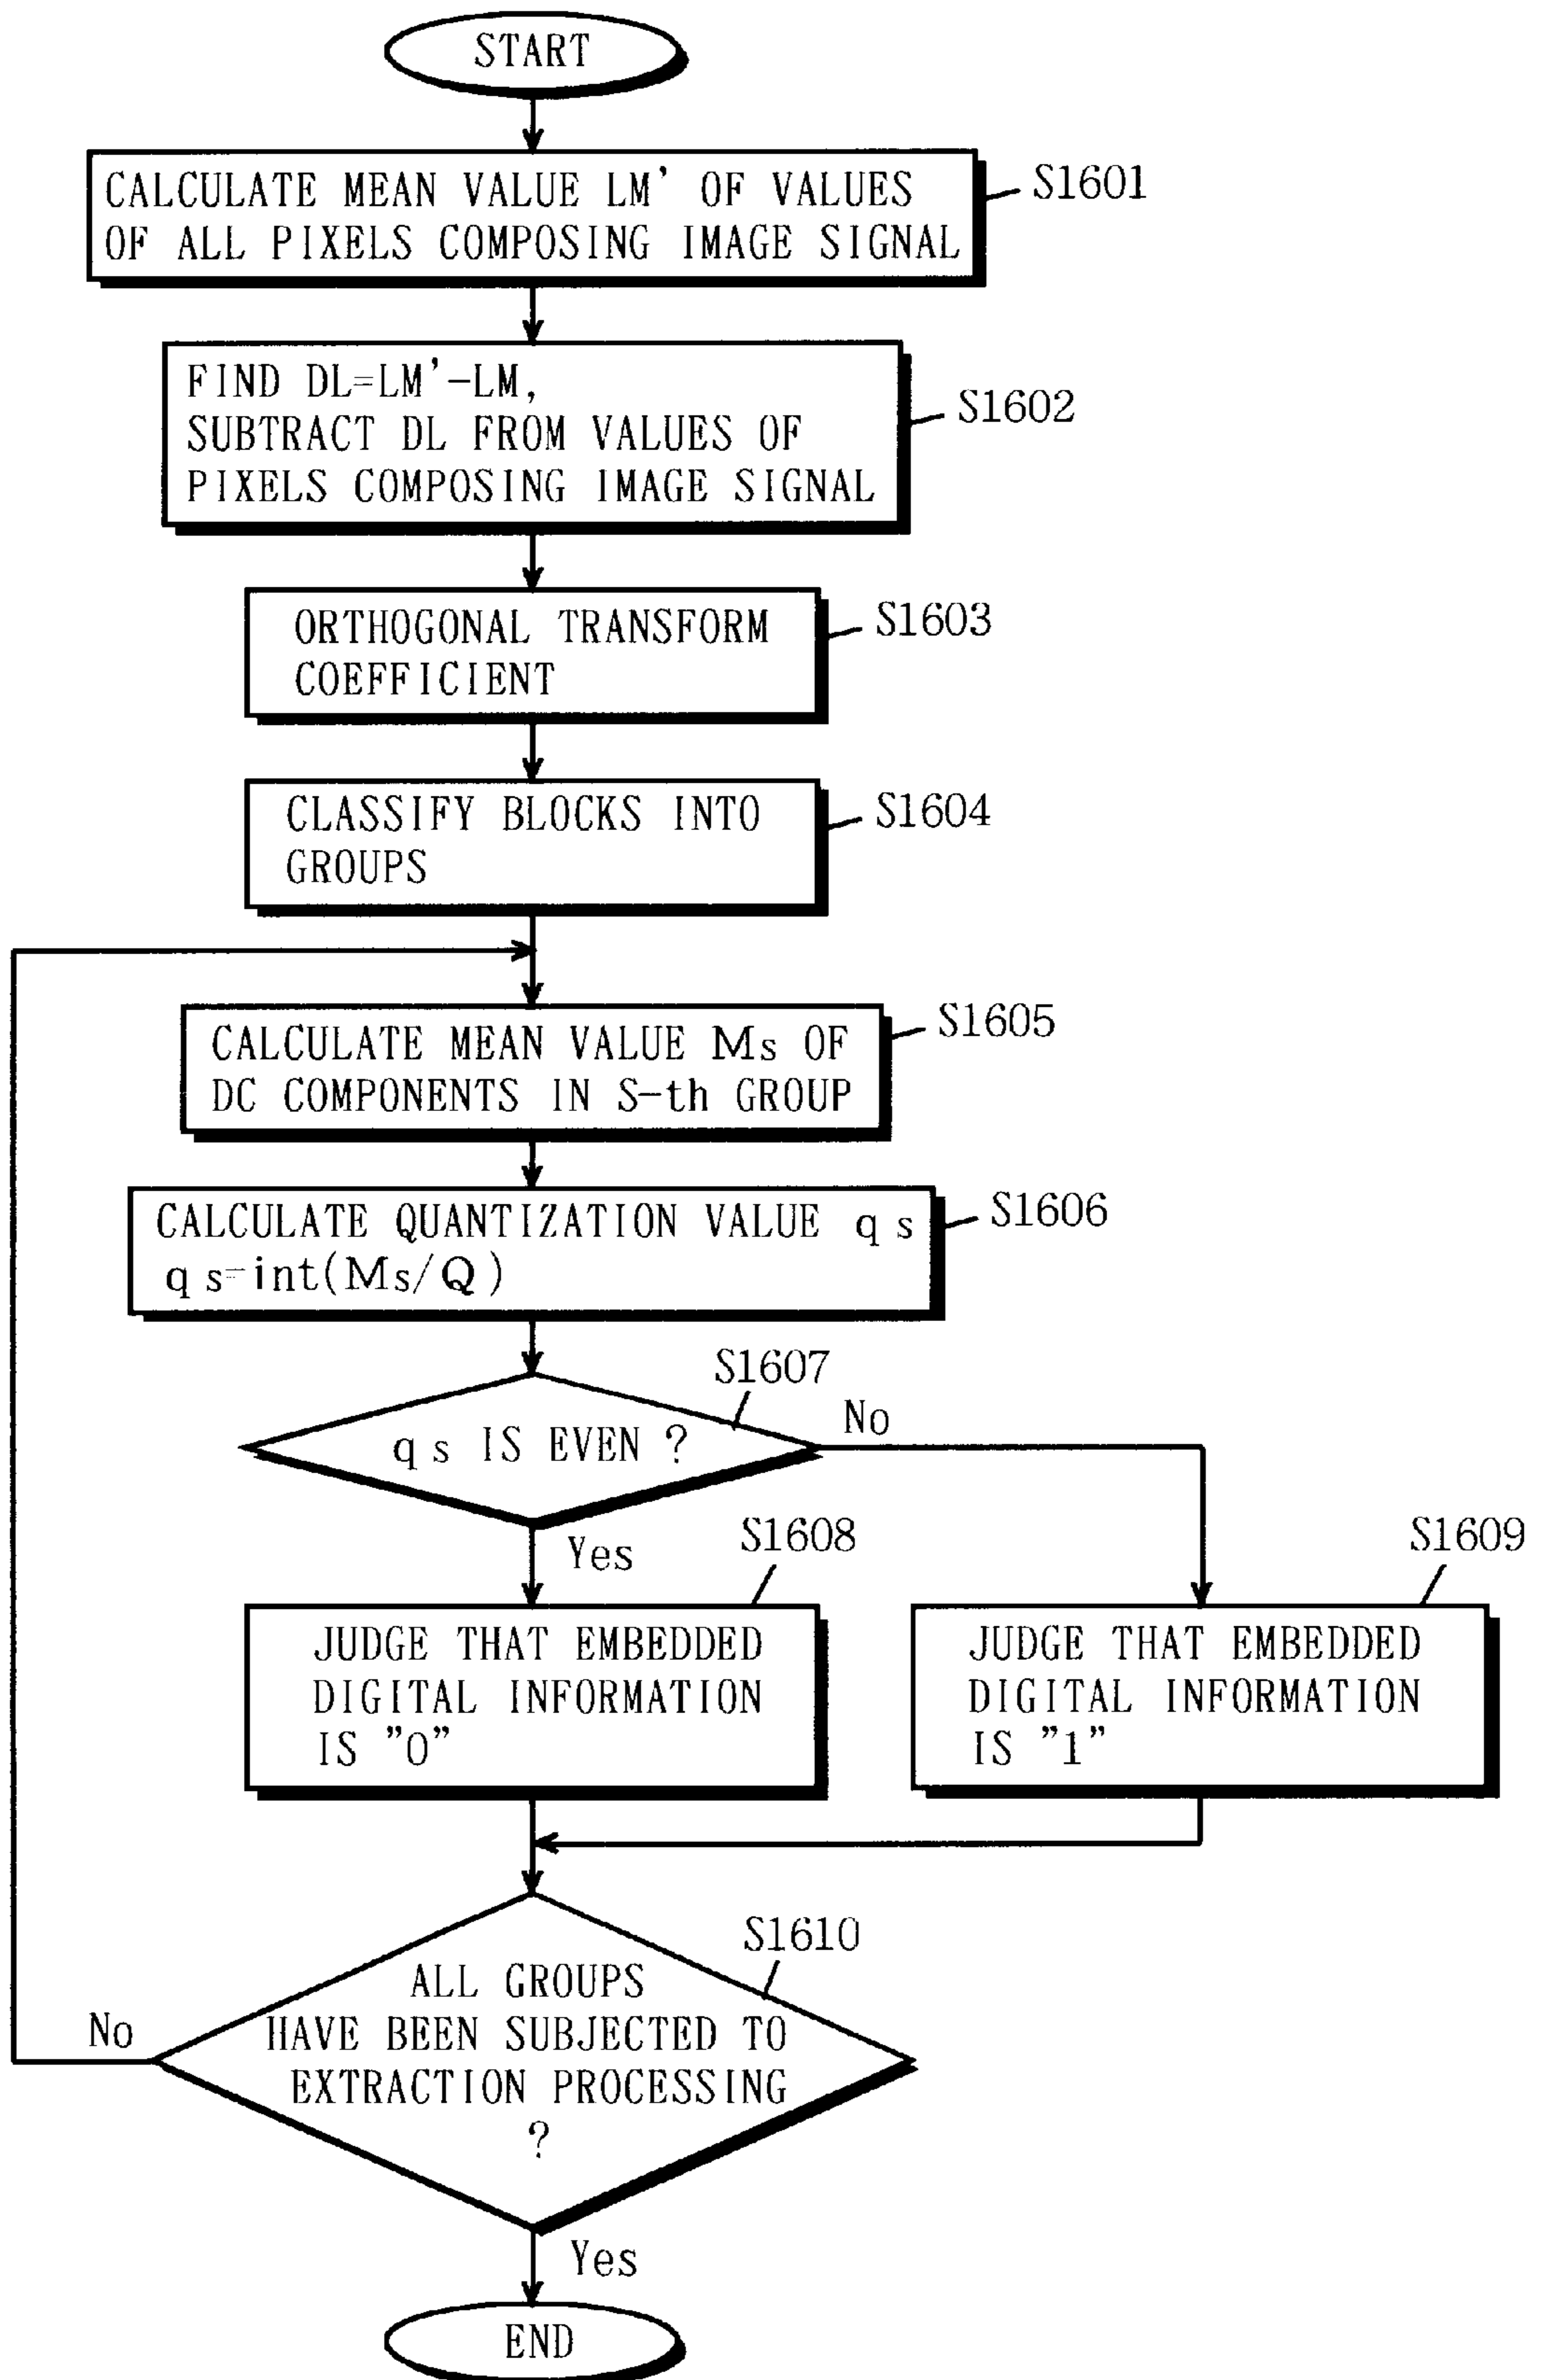 START
CALCULATE MEAN VALUE LM' OF VALUES
OF ALL PIXELS COMPOSING IMAGE SIGNAL
S1601
FIND DL=LM'-LM,
SUBTRACT DL FROM VALUES OF
PIXELS COMPOSING IMAGE SIGNAL
S1602
ORTHOGONAL TRANSFORM
COEFFICIENT
S1603
CLASSIFY BLOCKS INTO
GROUPS
S1604
CALCULATE MEAN VALUE Ms OF
DC COMPONENTS IN S-th GROUP
S1605
CALCULATE QUANTIZATION VALUE q s
q s=int(Ms/Q)
S1606
S1607
q s IS EVEN ?
No
Yes
S1608
JUDGE THAT EMBEDDED
DIGITAL INFORMATION
IS "0"
S1609
JUDGE THAT EMBEDDED
DIGITAL INFORMATION
IS "1"
S1610
ALL GROUPS
HAVE BEEN SUBJECTED TO
EXTRACTION PROCESSING
?
No
Yes
END